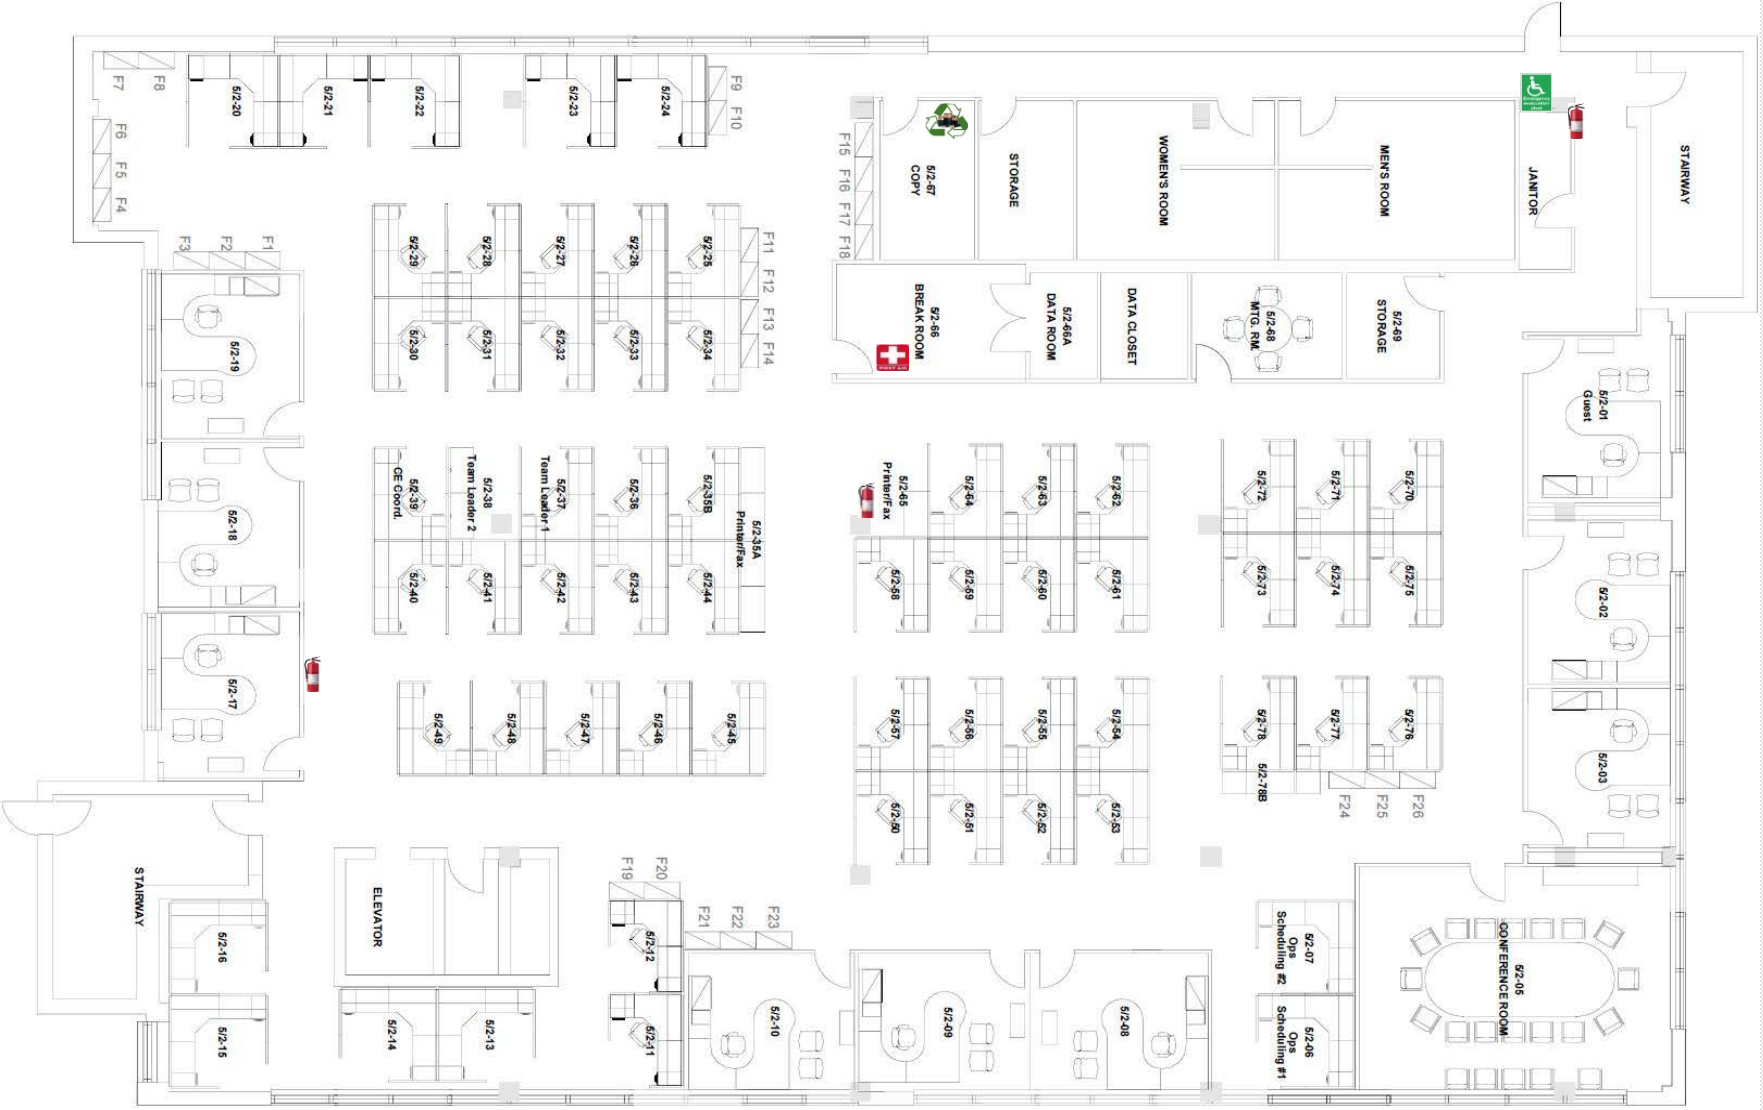 F7
F8
5/2-20
5/2-21
5/2-22
5/2-23
5/2-24
F9
F10
F6
F5
F4
F15
F16
F17
F18
5/2-67
COPY
STORAGE
WOMEN'S ROOM
MEN'S ROOM
JANITOR
STAIRWAY
F3
F2
F1
5/2-29
5/2-28
5/2-27
5/2-26
5/2-25
F11
F12
F13
F14
5/2-30
5/2-31
5/2-32
5/2-33
5/2-34
5/2-19
5/2-66
BREAK ROOM
FIRST AID
5/2-66A
DATA ROOM
DATA CLOSET
5/2-68
MTG. RM.
5/2-69
STORAGE
5/2-01
Guest
5/2-18
5/2-39
CE Coord.
5/2-38
Team Leader 2
5/2-37
Team Leader 1
5/2-36
5/2-35B
5/2-35A
Printer/Fax
5/2-65
Printer/Fax
5/2-64
5/2-63
5/2-62
5/2-72
5/2-71
5/2-70
5/2-40
5/2-41
5/2-42
5/2-43
5/2-44
5/2-58
5/2-59
5/2-60
5/2-61
5/2-73
5/2-74
5/2-75
5/2-02
5/2-17
5/2-49
5/2-48
5/2-47
5/2-46
5/2-45
5/2-57
5/2-56
5/2-55
5/2-54
5/2-78
5/2-77
5/2-76
5/2-03
5/2-78B
F24
F25
F26
5/2-50
5/2-51
5/2-52
5/2-53
STAIRWAY
ELEVATOR
F19
F20
F21
F22
F23
5/2-16
5/2-12
5/2-07
Ops
Scheduling #2
5/2-05
CONFERENCE ROOM
5/2-15
5/2-14
5/2-13
5/2-11
5/2-10
5/2-09
5/2-08
5/2-06
Ops
Scheduling #1